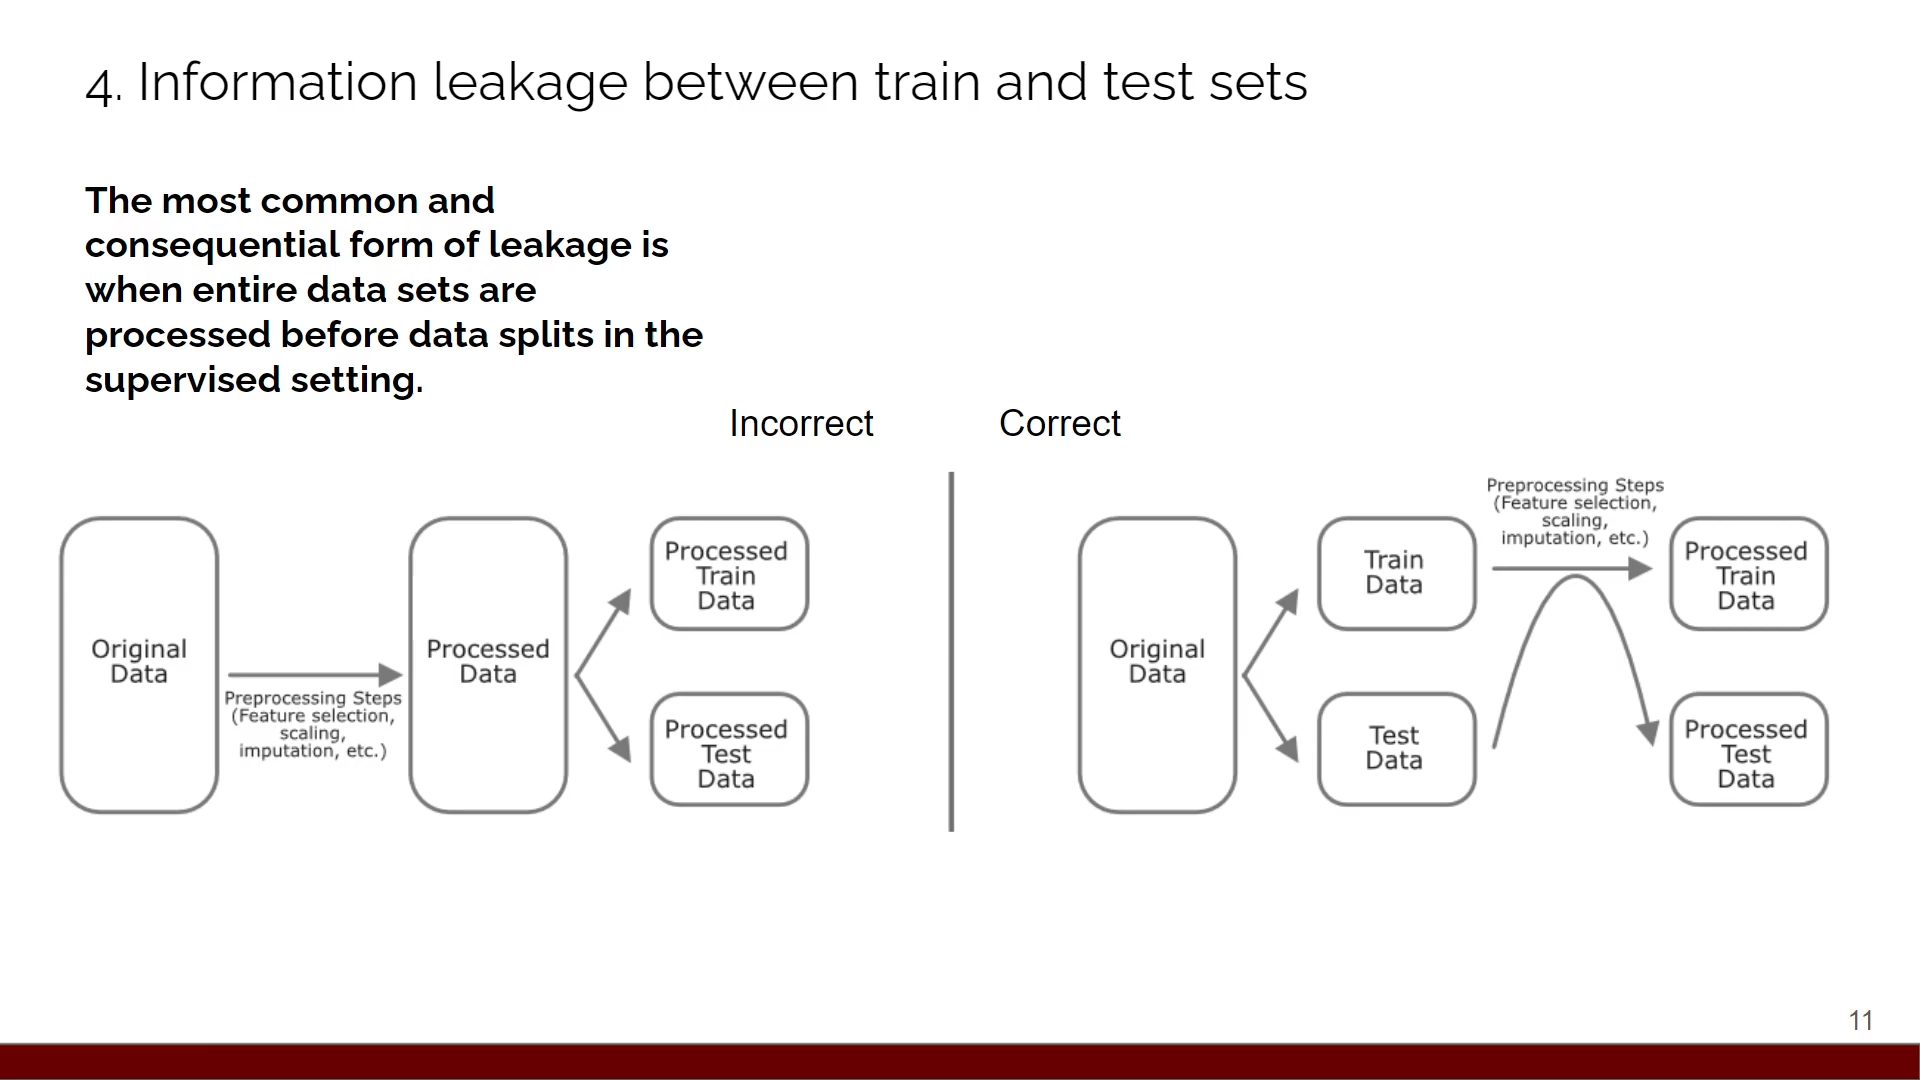 4. Information leakage between train and test sets
The most common and
consequential form of leakage is
when entire data sets are
processed before data splits in the
supervised setting.
Incorrect
Correct
Original
Data
Preprocessing Steps
(Feature selection,
scaling,
imputation, etc.)
Processed
Data
Processed
Train
Data
Processed
Test
Data
Original
Data
Train
Data
Test
Data
Preprocessing Steps
(Feature selection,
scaling,
imputation, etc.)
Processed
Train
Data
Processed
Test
Data
11